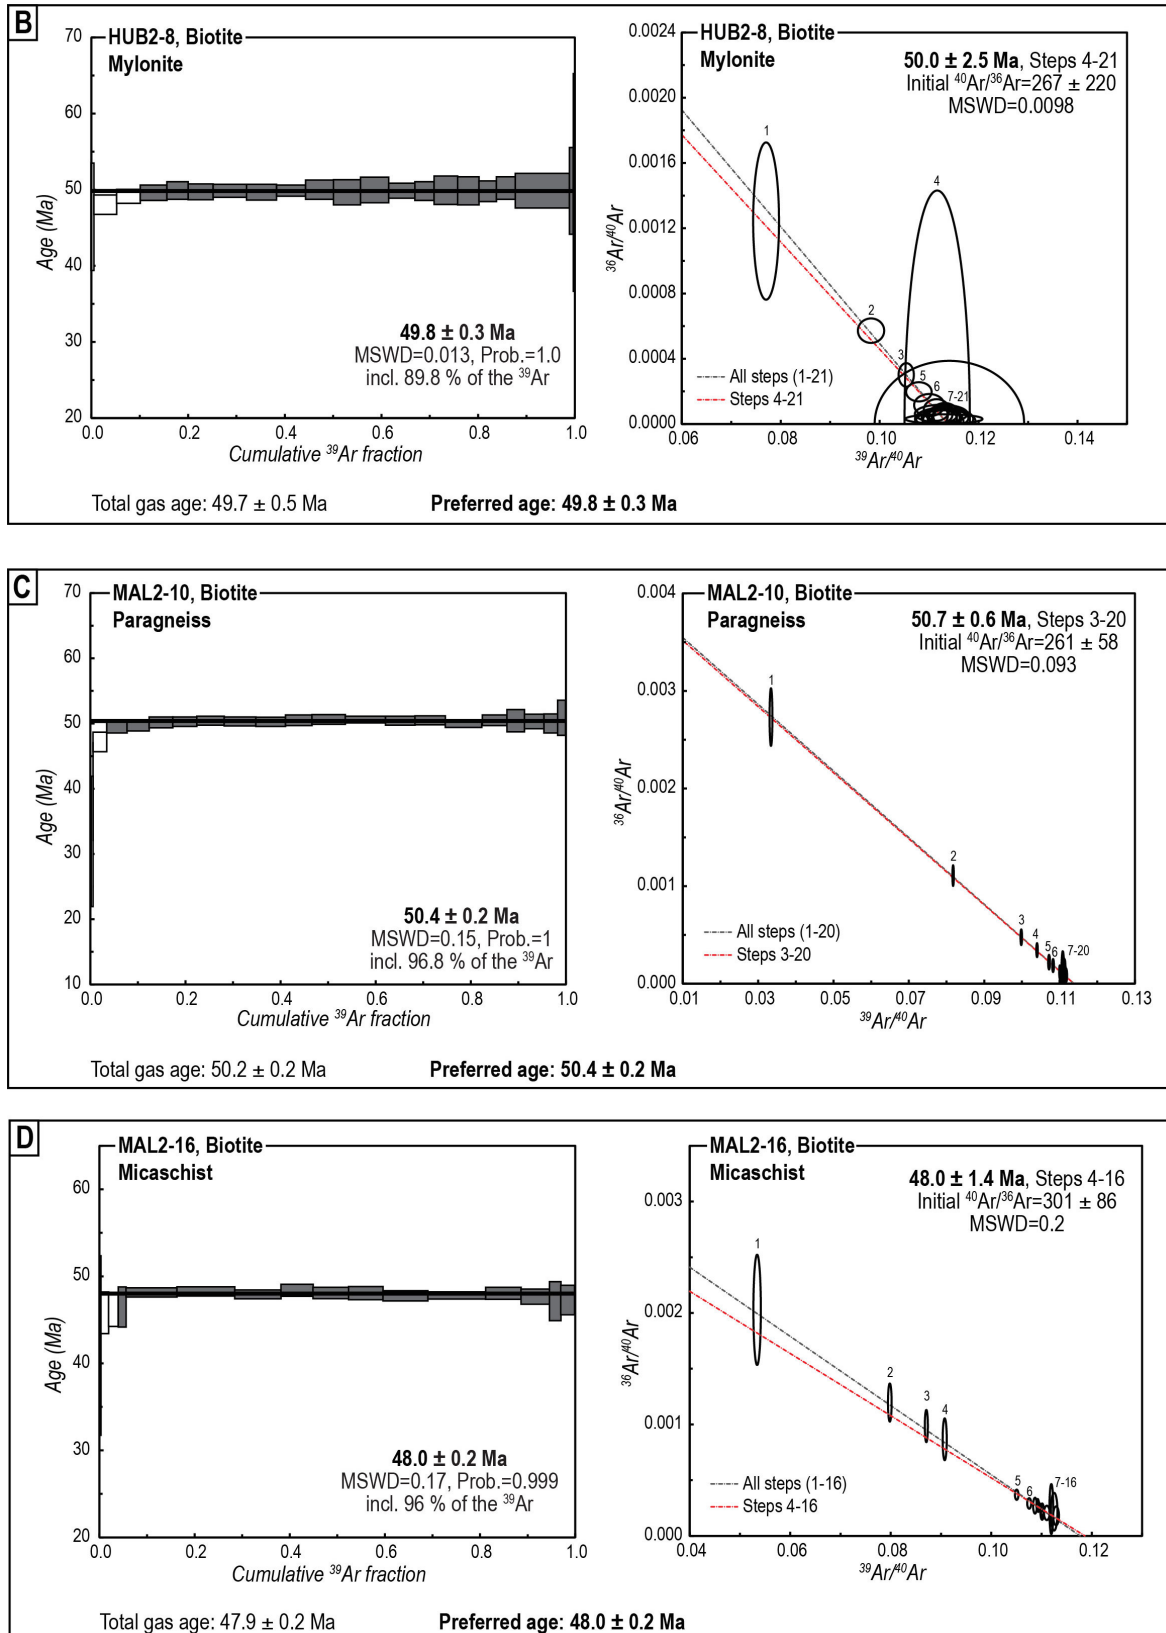 B
HUB2-8, Biotite
Mylonite
70
60
50
40
30
20
Age (Ma)
49.8 ± 0.3 Ma
MSWD=0.013, Prob.=1.0
incl. 89.8 % of the ³⁹Ar
0.0 0.2 0.4 0.6 0.8 1.0
Cumulative ³⁹Ar fraction
HUB2-8, Biotite
Mylonite
50.0 ± 2.5 Ma, Steps 4-21
Initial ⁴⁰Ar/³⁶Ar=267 ± 220
MSWD=0.0098
0.0024
0.0020
0.0016
0.0012
0.0008
0.0004
0.0000
³⁶Ar/⁴⁰Ar
1
4
2
3
5
6
7-21
All steps (1-21)
Steps 4-21
0.06 0.08 0.10 0.12 0.14
³⁹Ar/⁴⁰Ar
Total gas age: 49.7 ± 0.5 Ma
Preferred age: 49.8 ± 0.3 Ma
C
MAL2-10, Biotite
Paragneiss
70
60
50
40
30
20
10
Age (Ma)
50.4 ± 0.2 Ma
MSWD=0.15, Prob.=1
incl. 96.8 % of the ³⁹Ar
0.0 0.2 0.4 0.6 0.8 1.0
Cumulative ³⁹Ar fraction
MAL2-10, Biotite
Paragneiss
50.7 ± 0.6 Ma, Steps 3-20
Initial ⁴⁰Ar/³⁶Ar=261 ± 58
MSWD=0.093
0.004
0.003
0.002
0.001
0.000
³⁶Ar/⁴⁰Ar
1
2
3
4
5
6
7-20
All steps (1-20)
Steps 3-20
0.01 0.03 0.05 0.07 0.09 0.11 0.13
³⁹Ar/⁴⁰Ar
Total gas age: 50.2 ± 0.2 Ma
Preferred age: 50.4 ± 0.2 Ma
D
MAL2-16, Biotite
Micaschist
60
50
40
30
20
Age (Ma)
48.0 ± 0.2 Ma
MSWD=0.17, Prob.=0.999
incl. 96 % of the ³⁹Ar
0.0 0.2 0.4 0.6 0.8 1.0
Cumulative ³⁹Ar fraction
MAL2-16, Biotite
Micaschist
48.0 ± 1.4 Ma, Steps 4-16
Initial ⁴⁰Ar/³⁶Ar=301 ± 86
MSWD=0.2
0.003
0.002
0.001
0.000
³⁶Ar/⁴⁰Ar
1
2
3
4
5
6
7-16
All steps (1-16)
Steps 4-16
0.04 0.06 0.08 0.10 0.12
³⁹Ar/⁴⁰Ar
Total gas age: 47.9 ± 0.2 Ma
Preferred age: 48.0 ± 0.2 Ma